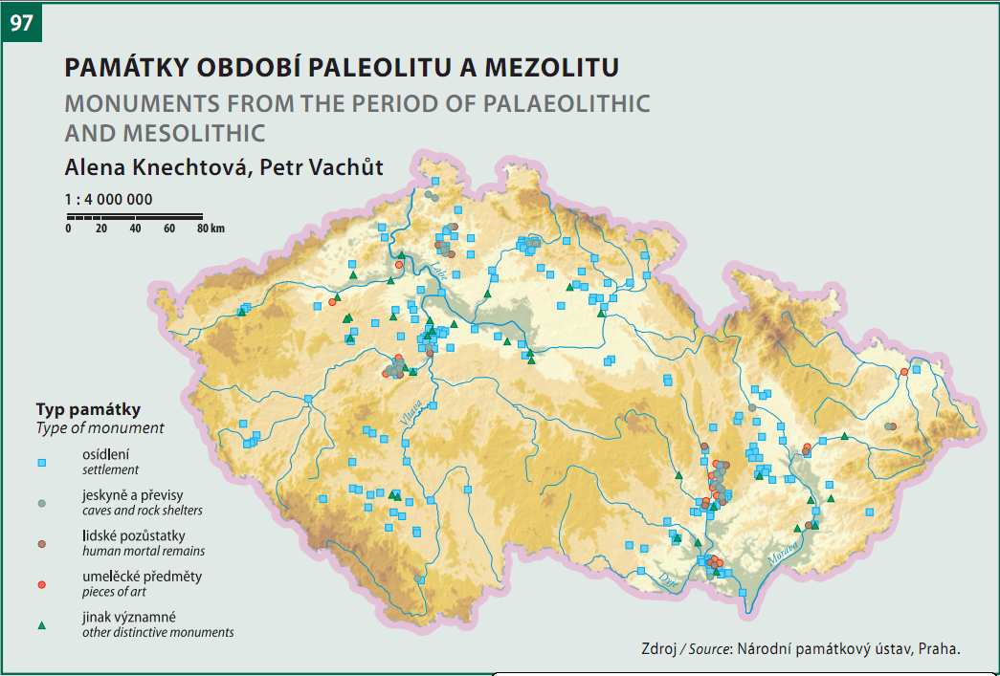 97
PAMÁTKY OBDOBÍ PALEOLITU A MEZOLITU
MONUMENTS FROM THE PERIOD OF PALAEOLITHIC
AND MESOLITHIC
Alena Knechtová, Petr Vachůt
1 : 4 000 000
0 20 40 60 80 km
Labe
Vltava
Morava
Dyje
Typ památky
Type of monument
osídlení
settlement
jeskyně a převisy
caves and rock shelters
lidské pozůstatky
human mortal remains
umělěcké předměty
pieces of art
jinak významné
other distinctive monuments
Zdroj / Source: Národní památkový ústav, Praha.